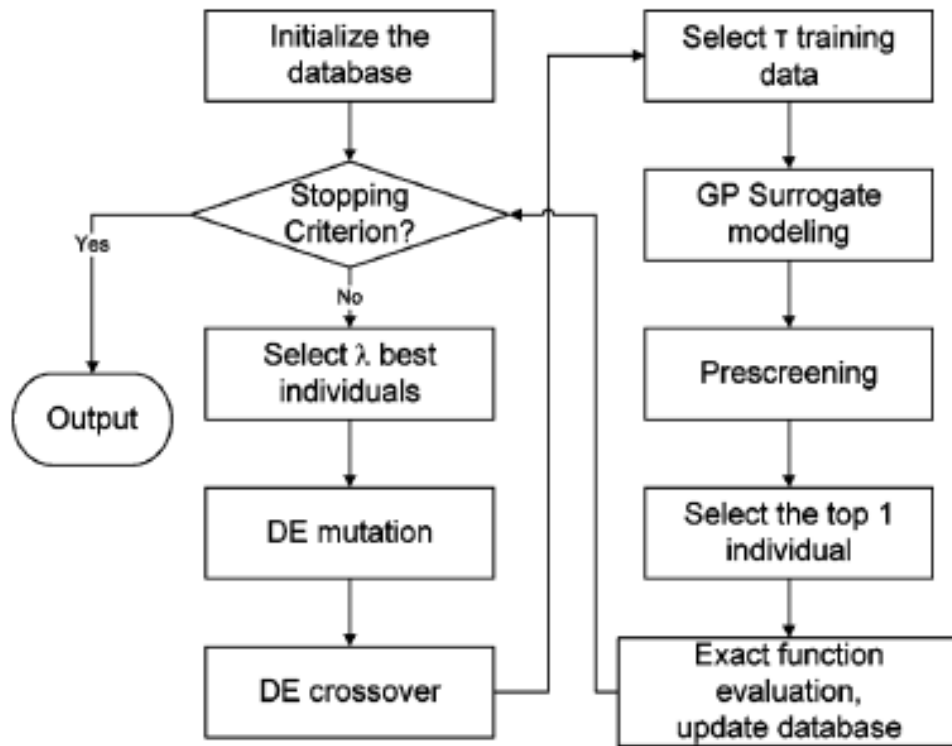 Initialize the
database
Stopping
Criterion?
Yes
No
Output
Select λ best
individuals
DE mutation
DE crossover
Select τ training
data
GP Surrogate
modeling
Prescreening
Select the top 1
individual
Exact function
evaluation,
update database